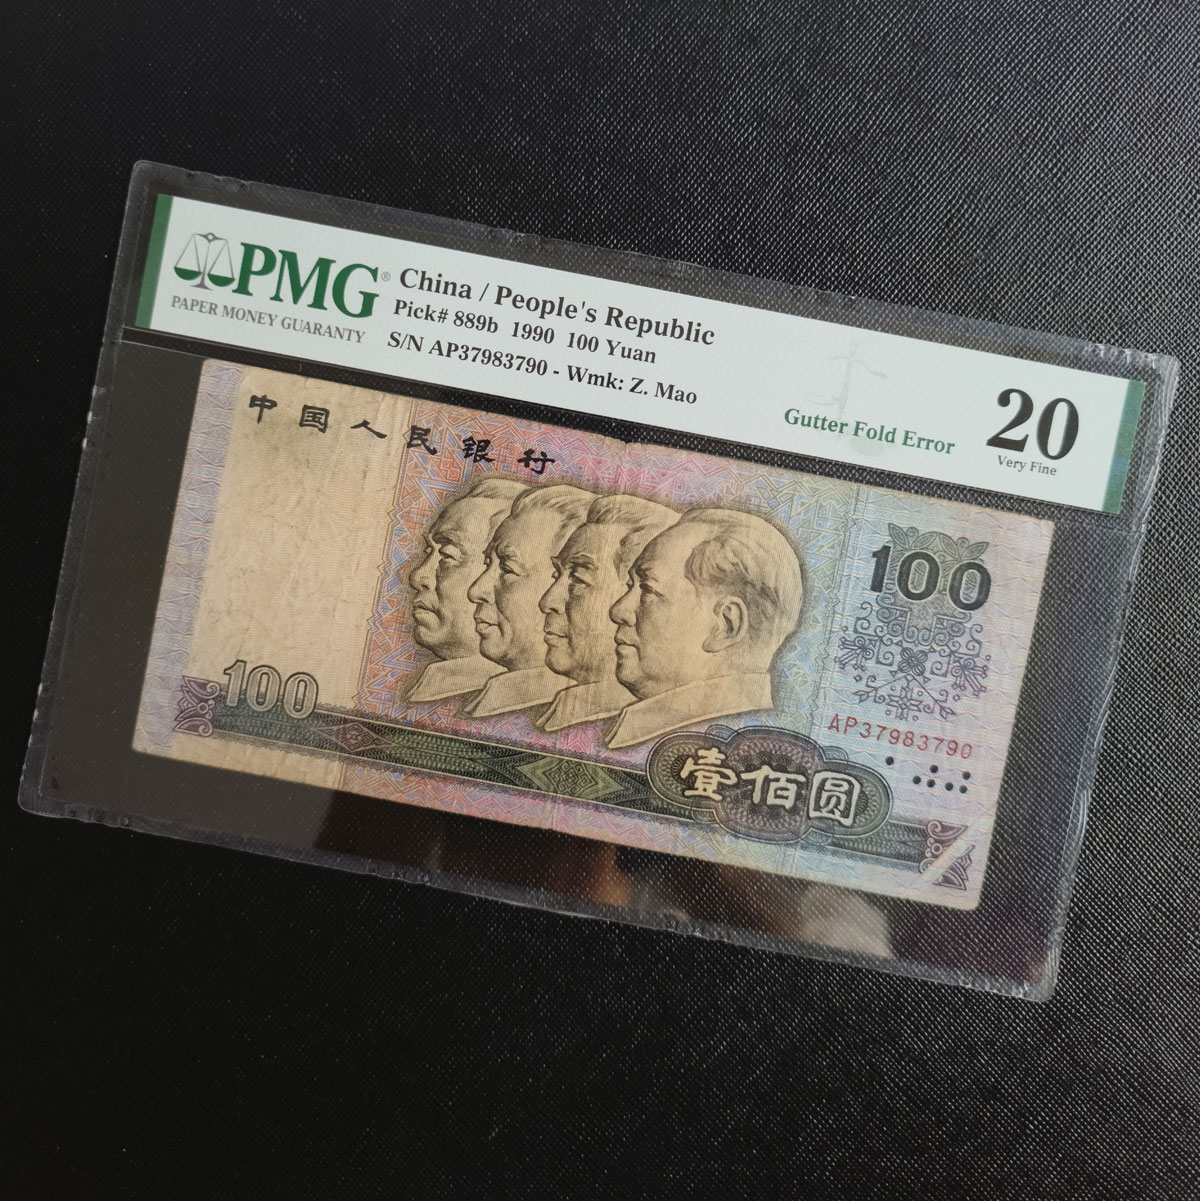 PMG®
PAPER MONEY GUARANTY
China / People's Republic
Pick# 889b 1990 100 Yuan
S/N AP37983790 - Wmk: Z. Mao
Gutter Fold Error
20
Very Fine
中国人民银行
100
AP37983790
100
壹佰圆